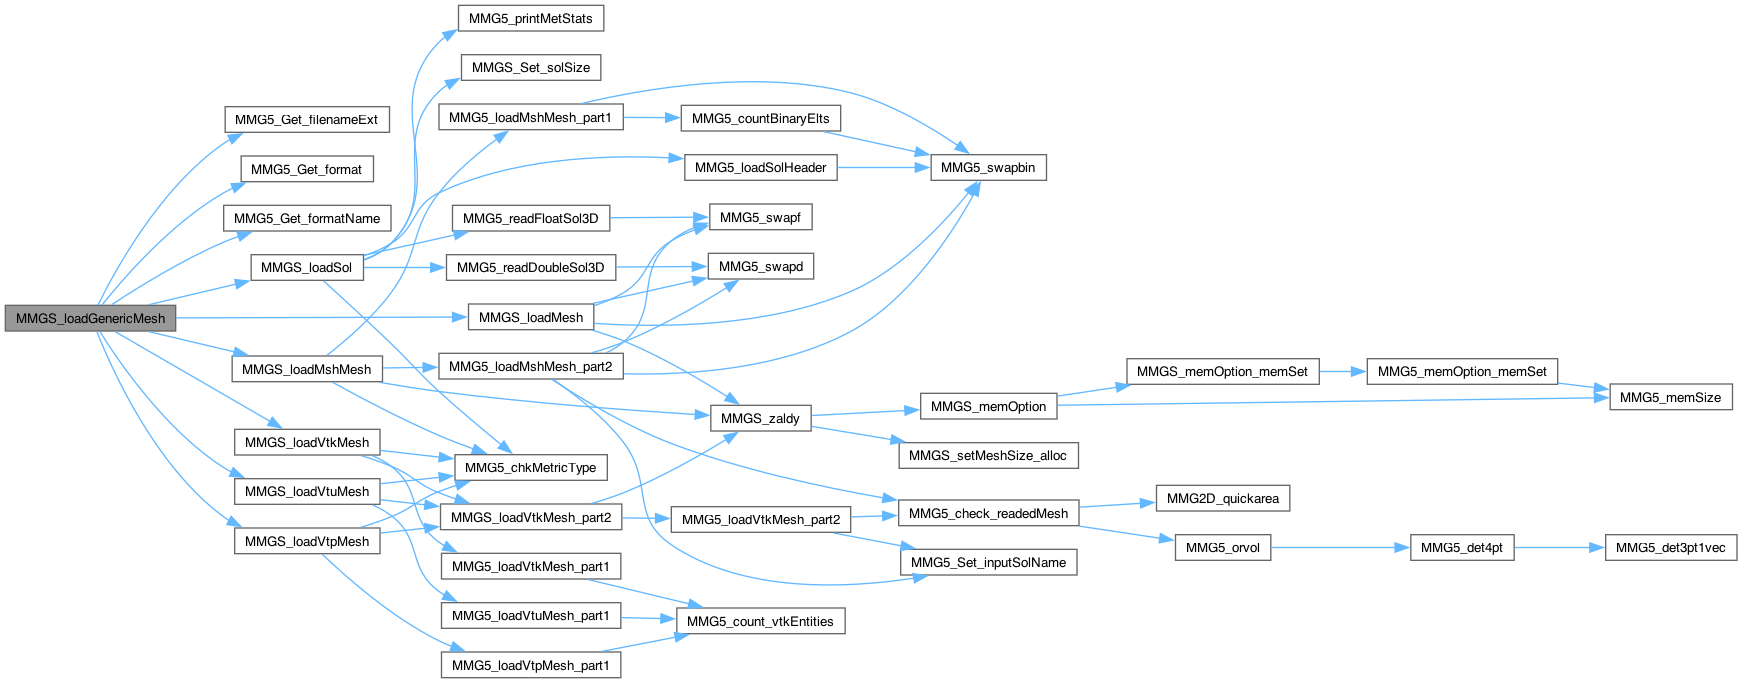 MMG5_printMetStats
MMGS_Set_solSize
MMG5_Get_filenameExt
MMG5_loadMshMesh_part1
MMG5_countBinaryElts
MMG5_Get_format
MMG5_loadSolHeader
MMG5_swapbin
MMG5_Get_formatName
MMG5_readFloatSol3D
MMG5_swapf
MMGS_loadSol
MMG5_readDoubleSol3D
MMG5_swapd
MMGS_loadGenericMesh
MMGS_loadMesh
MMGS_loadMshMesh
MMG5_loadMshMesh_part2
MMGS_memOption_memSet
MMG5_memOption_memSet
MMG5_memSize
MMGS_zaldy
MMGS_memOption
MMGS_loadVtkMesh
MMGS_setMeshSize_alloc
MMG5_chkMetricType
MMGS_loadVtuMesh
MMG2D_quickarea
MMGS_loadVtkMesh_part2
MMG5_loadVtkMesh_part2
MMG5_check_readedMesh
MMGS_loadVtpMesh
MMG5_orvol
MMG5_det4pt
MMG5_det3pt1vec
MMG5_loadVtkMesh_part1
MMG5_Set_inputSolName
MMG5_loadVtuMesh_part1
MMG5_count_vtkEntities
MMG5_loadVtpMesh_part1